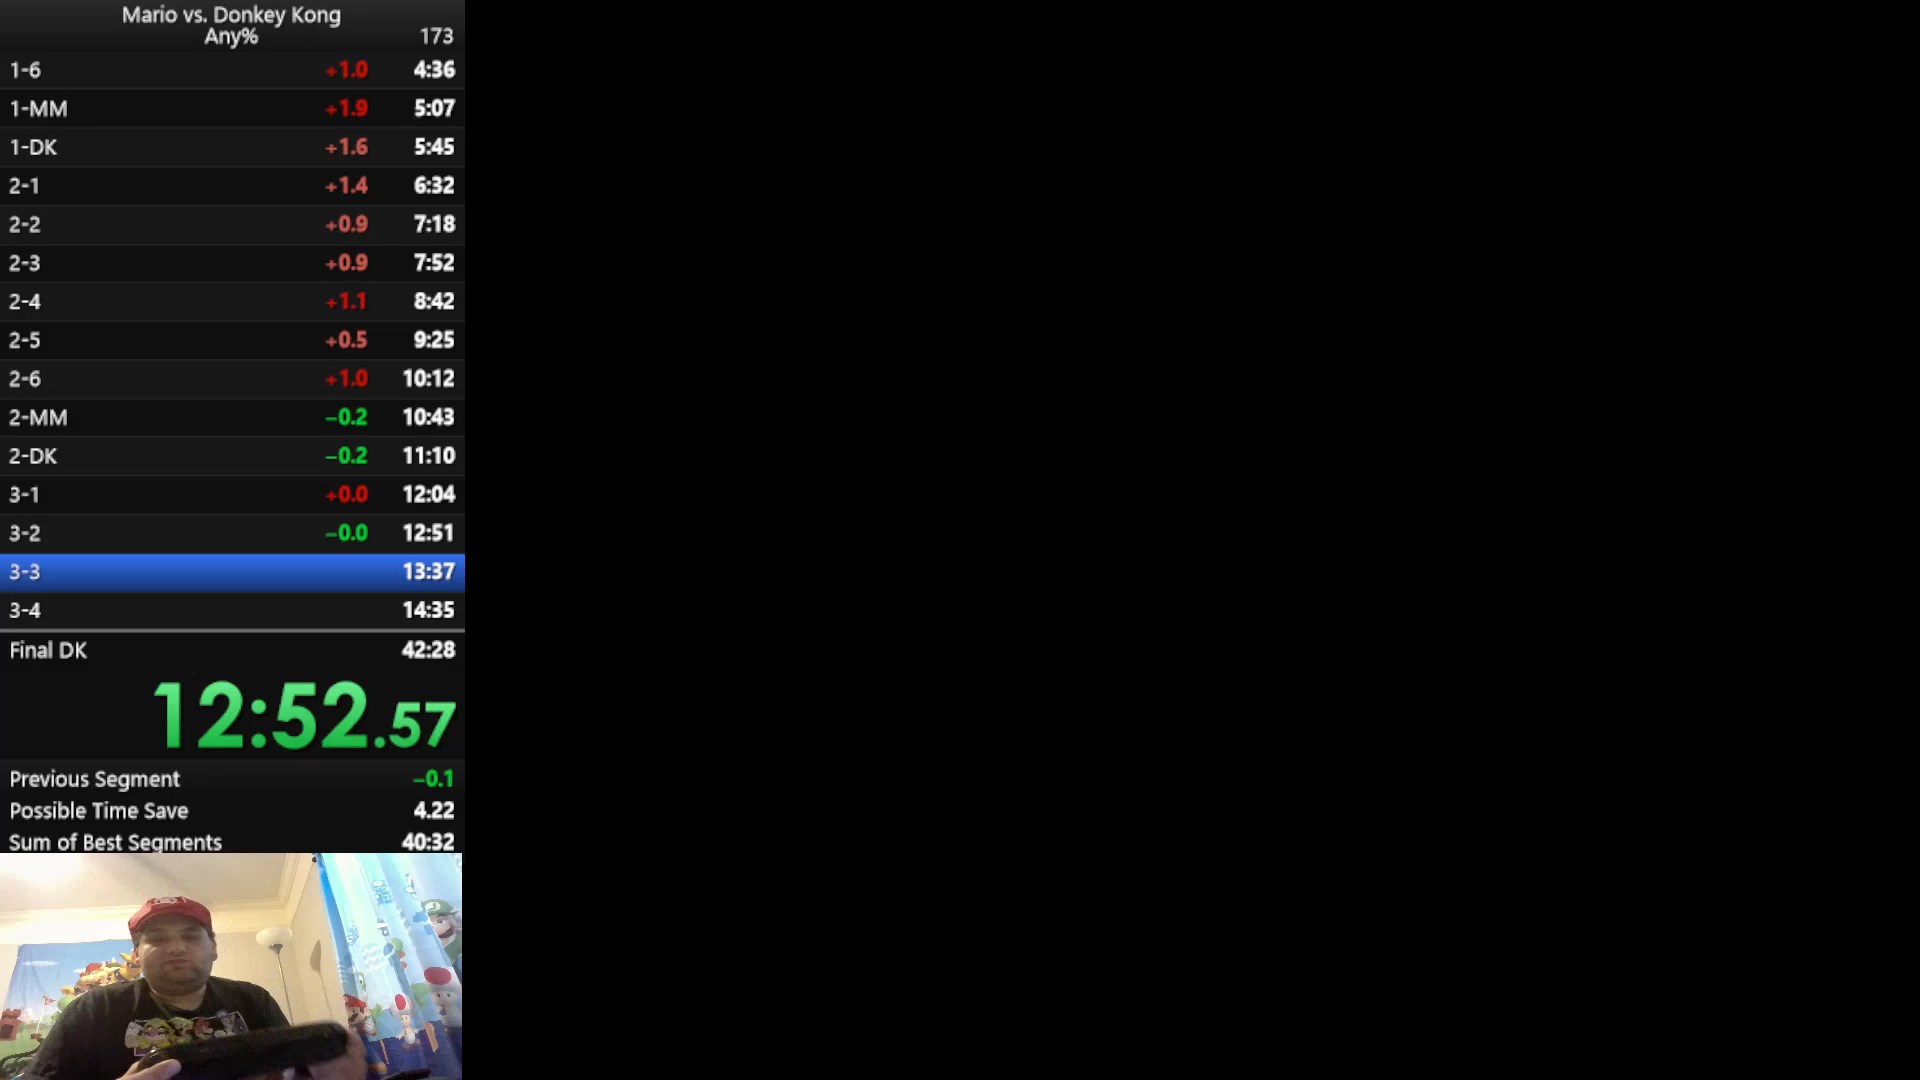 Mario vs. Donkey Kong
Any% 173
1-6 +1.0 4:36
1-MM +1.9 5:07
1-DK +1.6 5:45
2-1 +1.4 6:32
2-2 +0.9 7:18
2-3 +0.9 7:52
2-4 +1.1 8:42
2-5 +0.5 9:25
2-6 +1.0 10:12
2-MM −0.2 10:43
2-DK −0.2 11:10
3-1 +0.0 12:04
3-2 −0.0 12:51
3-3 13:37
3-4 14:35
Final DK 42:28
12:52.57
Previous Segment −0.1
Possible Time Save 4.22
Sum of Best Segments 40:32